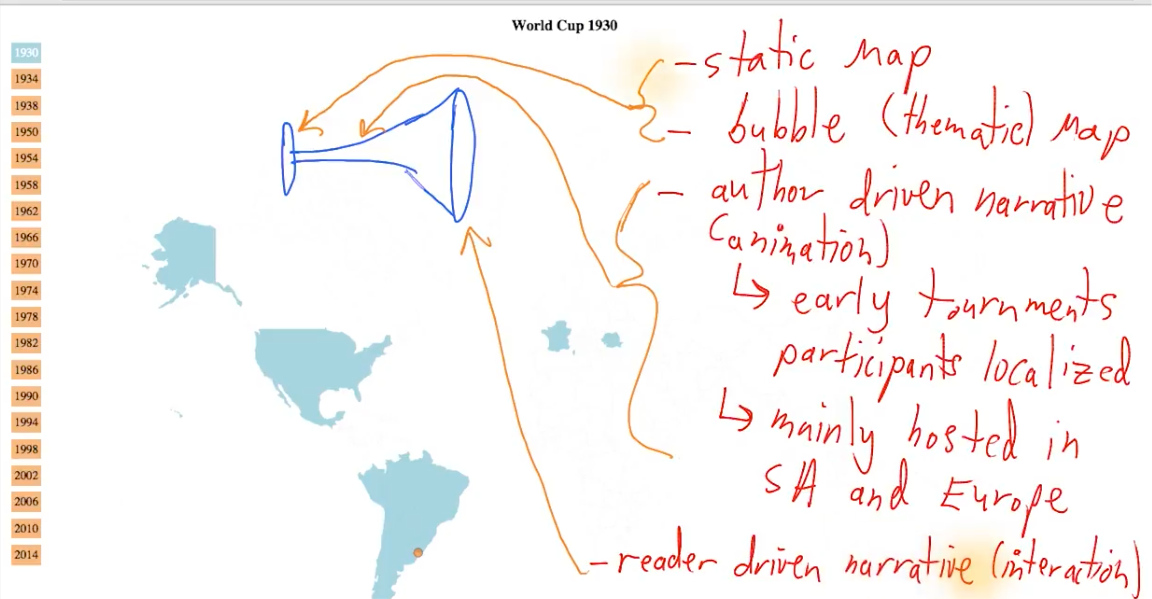 World Cup 1930
1930
1934
1938
1950
1954
1958
1962
1966
1970
1974
1978
1982
1986
1990
1994
1998
2002
2006
2010
2014
- static Map
- bubble (thematic) Map
- author driven narrative
(animation)
↳ early tournments
participants localized
↳ mainly hosted in
SA and Europe
- reader driven narrative (interaction)